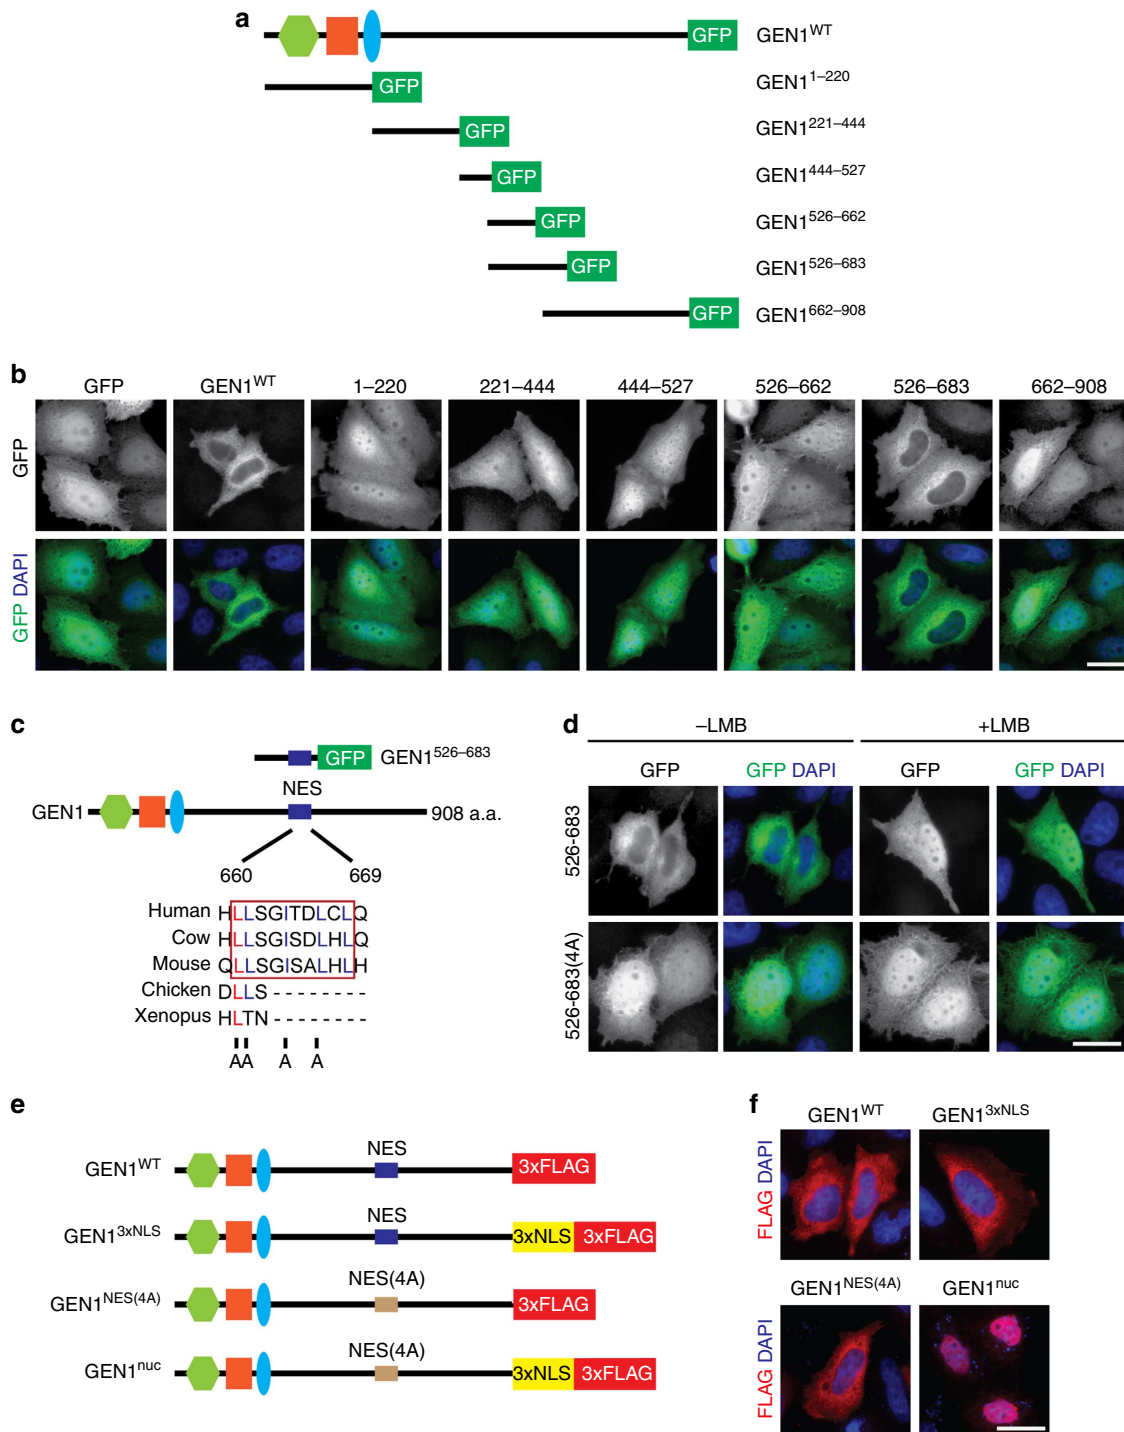 a
GFP GEN1WT
GFP GEN11–220
GFP GEN1221–444
GFP GEN1444–527
GFP GEN1526–662
GFP GEN1526–683
GFP GEN1662–908
b
GFP GEN1WT 1–220 221–444 444–527 526–662 526–683 662–908
GFP
GFP DAPI
c
GFP GEN1526–683
NES
GEN1 908 a.a.
660 669
Human HLLSGITDLCLQ
Cow HLLSGISDLHLQ
Mouse QLLSGISALHLH
Chicken DLLS - - - - - - - -
Xenopus HLTN - - - - - - - -
AA A A
d
–LMB +LMB
GFP GFP DAPI GFP GFP DAPI
526-683
526-683(4A)
e
NES
GEN1WT 3xFLAG
NES
GEN13xNLS 3xNLS 3xFLAG
NES(4A)
GEN1NES(4A) 3xFLAG
NES(4A)
GEN1nuc 3xNLS 3xFLAG
f
GEN1WT GEN13xNLS
FLAG DAPI
GEN1NES(4A) GEN1nuc
FLAG DAPI